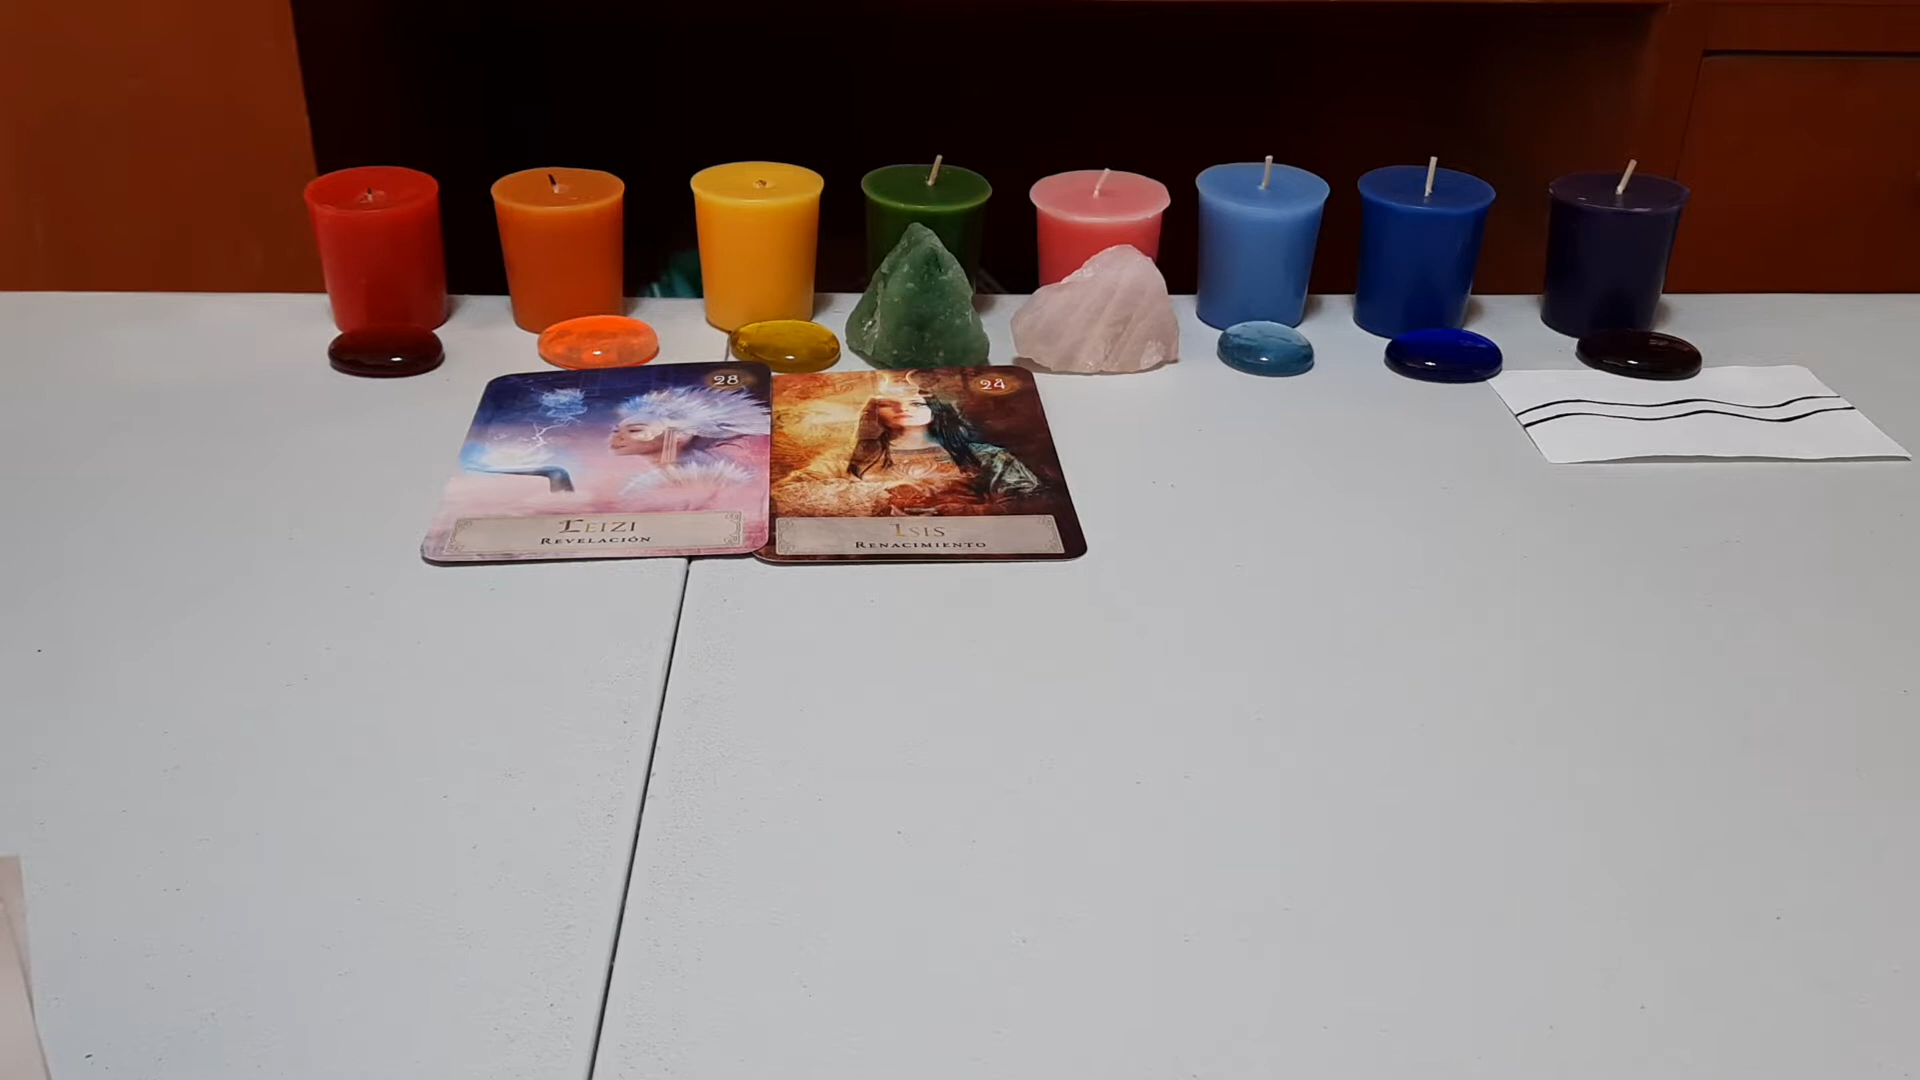 28
LEIZI
REVELACIÓN
24
ISIS
RENACIMIENTO